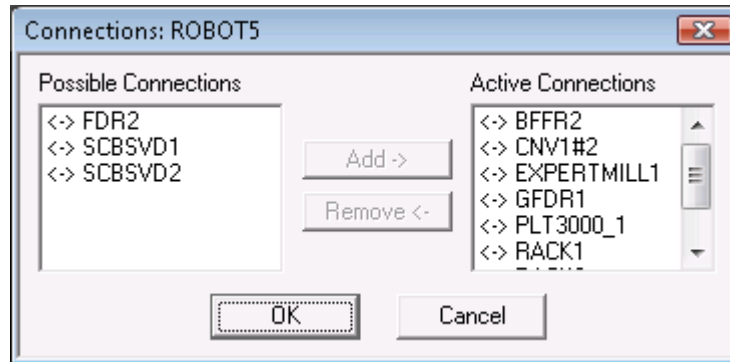 Connections: ROBOT5
Possible Connections
<-> FDR2
<-> SCBSVD1
<-> SCBSVD2
Add ->
Remove <-
Active Connections
<-> BFFR2
<-> CNV1#2
<-> EXPERTMILL1
<-> GFDR1
<-> PLT3000_1
<-> RACK1
OK
Cancel